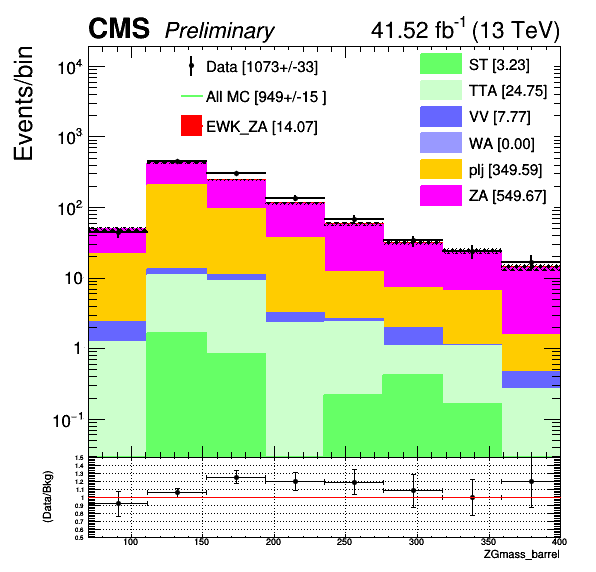 CMS Preliminary 41.52 fb⁻¹ (13 TeV)
Events/bin
10⁴
10³
10²
10
1
10⁻¹
Data [1073+/-33]
All MC [949+/-15 ]
EWK_ZA [14.07]
ST [3.23]
TTA [24.75]
VV [7.77]
WA [0.00]
plj [349.59]
ZA [549.67]
(Data/Bkg)
1.5
1.4
1.3
1.2
1.1
1
0.9
0.8
0.7
0.6
0.5
100 150 200 250 300 350 400
ZGmass_barrel